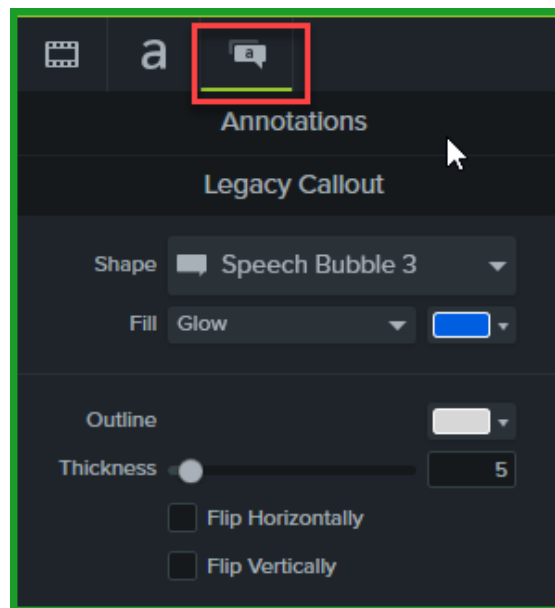 a
a
Annotations
Legacy Callout
Shape Speech Bubble 3
Fill Glow
Outline
Thickness 5
Flip Horizontally
Flip Vertically